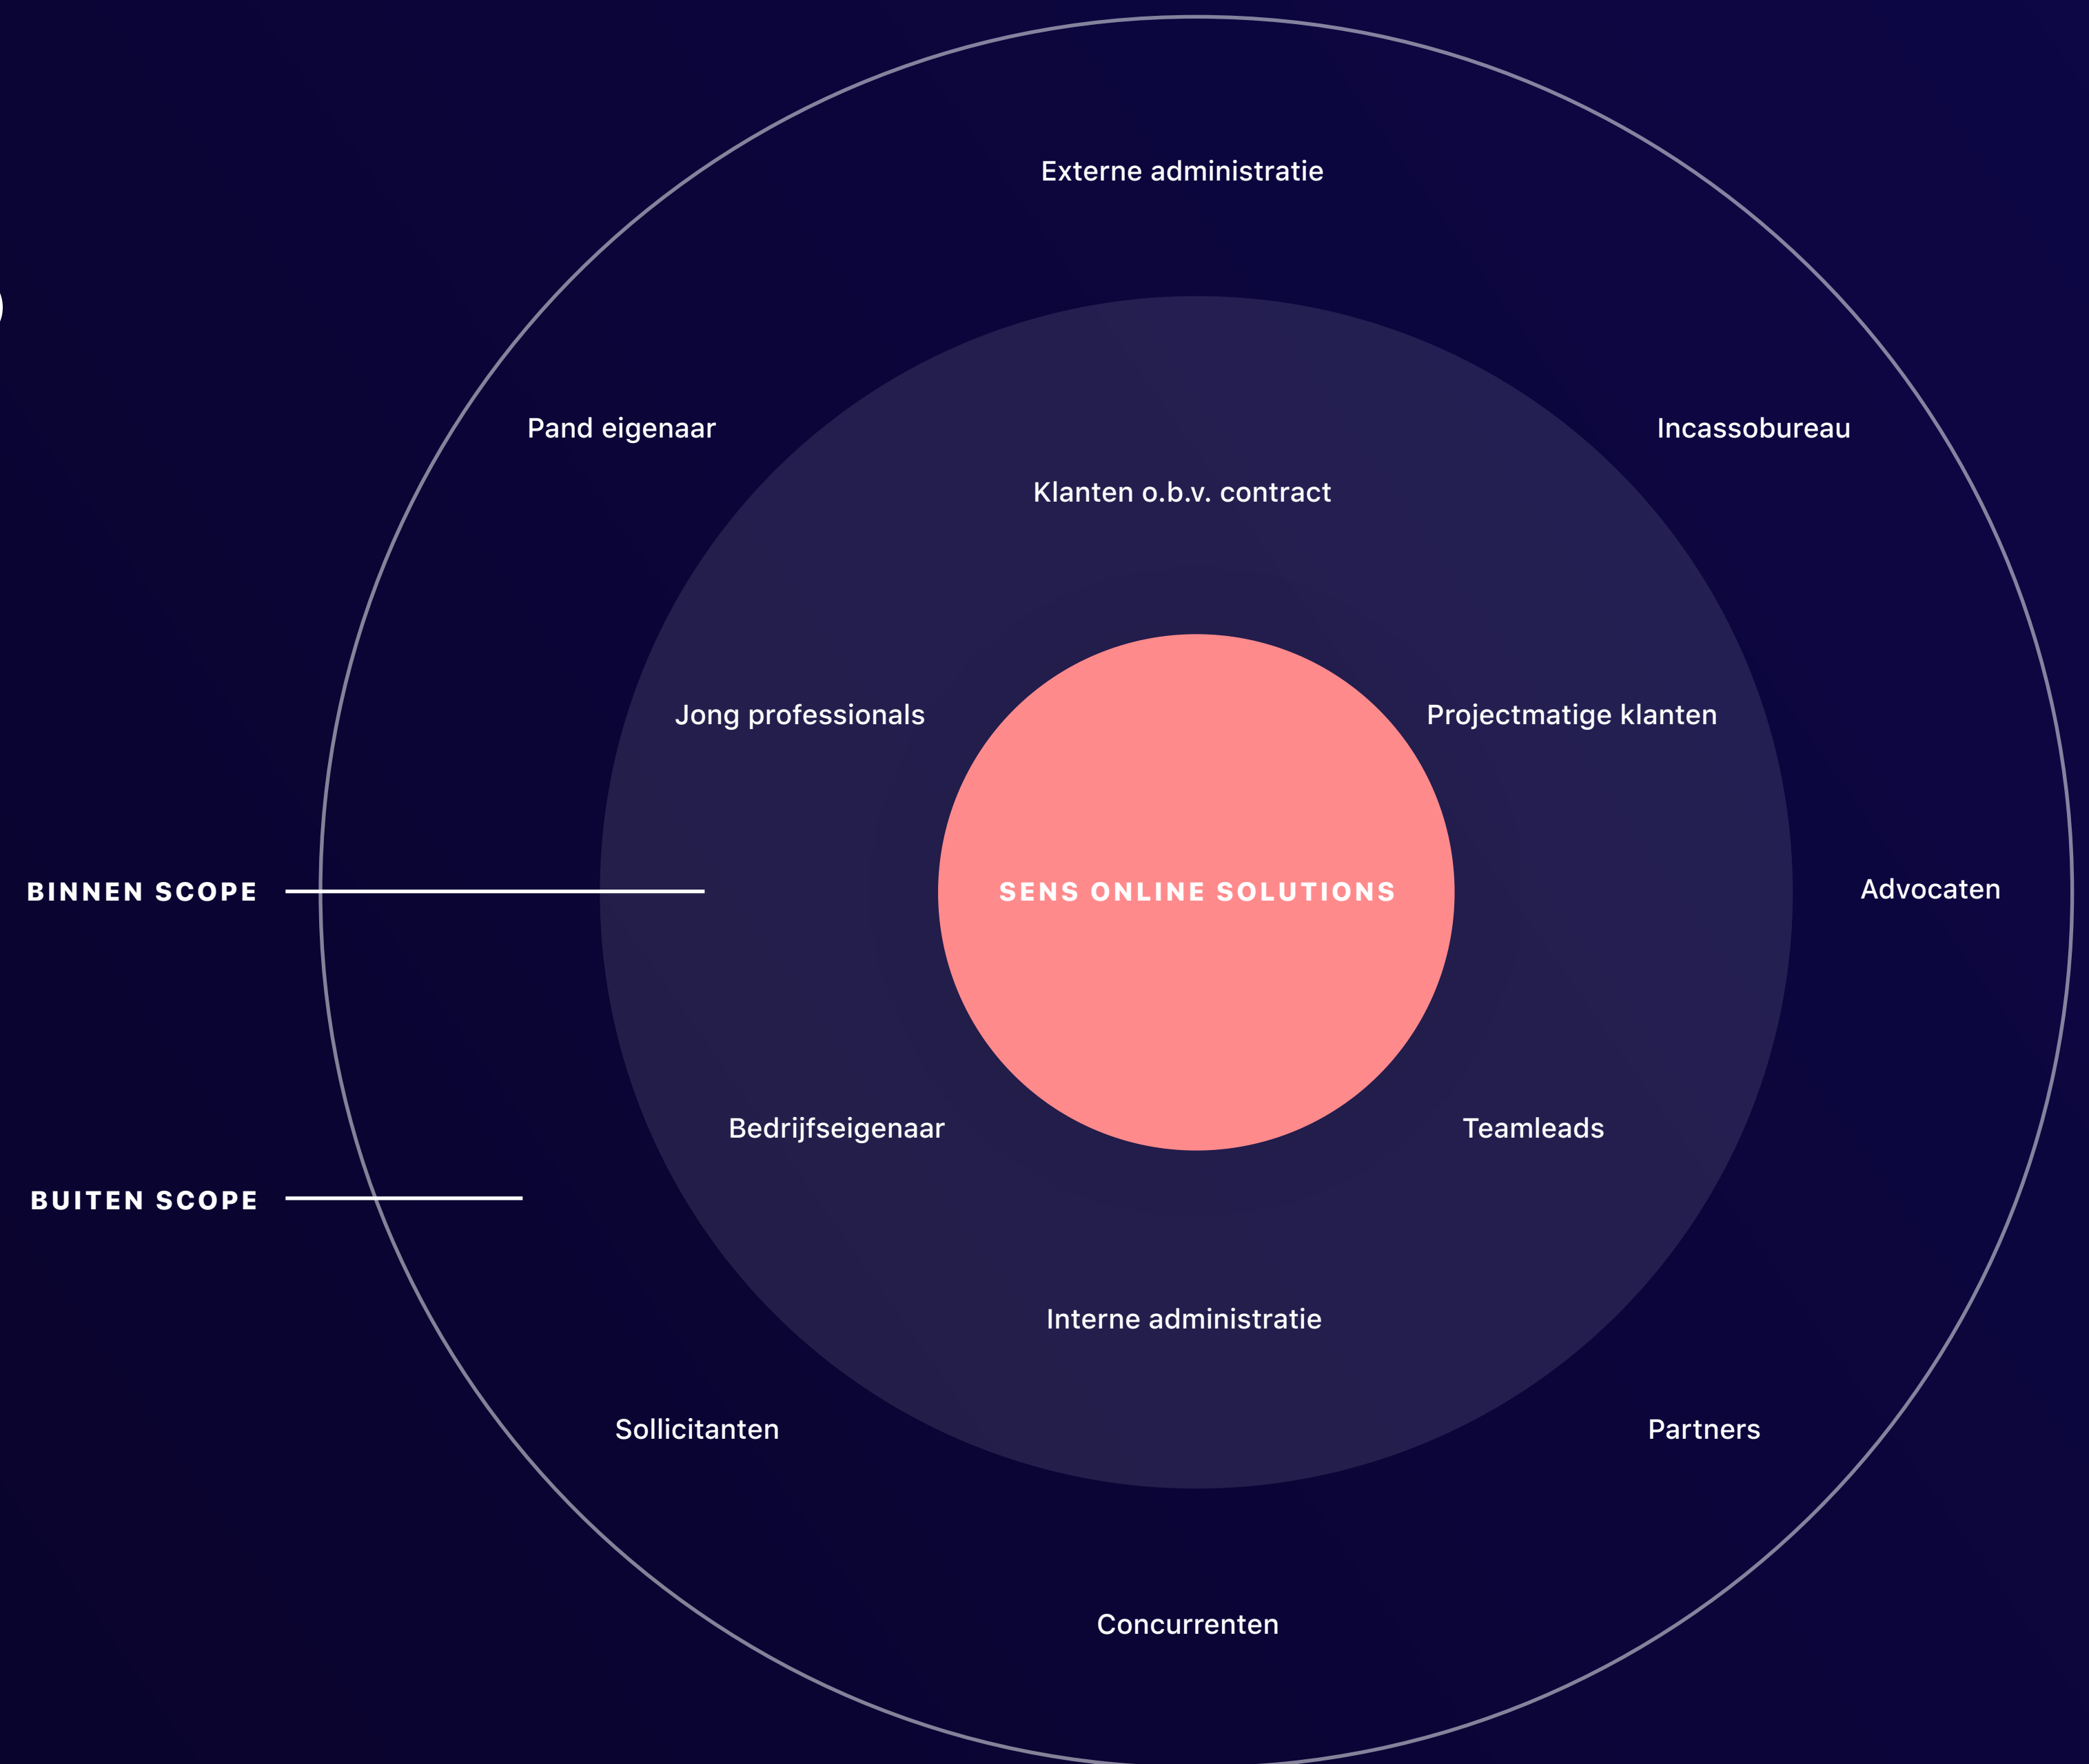 Externe administratie
Pand eigenaar
Incassobureau
Klanten o.b.v. contract
Jong professionals
Projectmatige klanten
BINNEN SCOPE
SENS ONLINE SOLUTIONS
Advocaten
Bedrijfseigenaar
Teamleads
BUITEN SCOPE
Interne administratie
Sollicitanten
Partners
Concurrenten